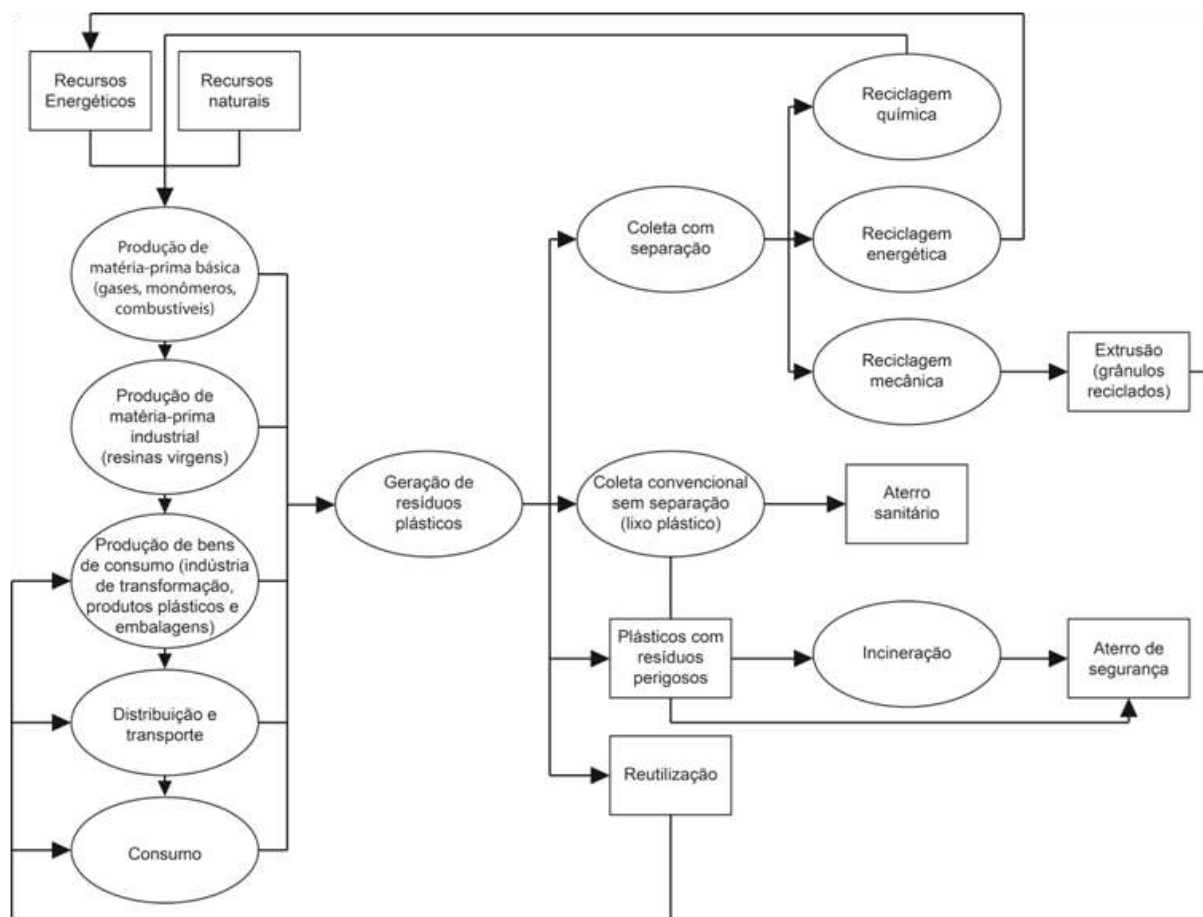 Recursos
Energéticos
Recursos
naturais
Produção de
matéria-prima básica
(gases, monômeros,
combustíveis)
Produção de
matéria-prima
industrial
(resinas virgens)
Produção de bens
de consumo (indústria
de transformação,
produtos plásticos e
embalagens)
Distribuição e
transporte
Consumo
Geração de
resíduos
plásticos
Coleta com
separação
Reciclagem
química
Reciclagem
energética
Reciclagem
mecânica
Extrusão
(grânulos
reciclados)
Coleta convencional
sem separação
(lixo plástico)
Aterro
sanitário
Plásticos com
resíduos
perigosos
Incineração
Aterro de
segurança
Reutilização